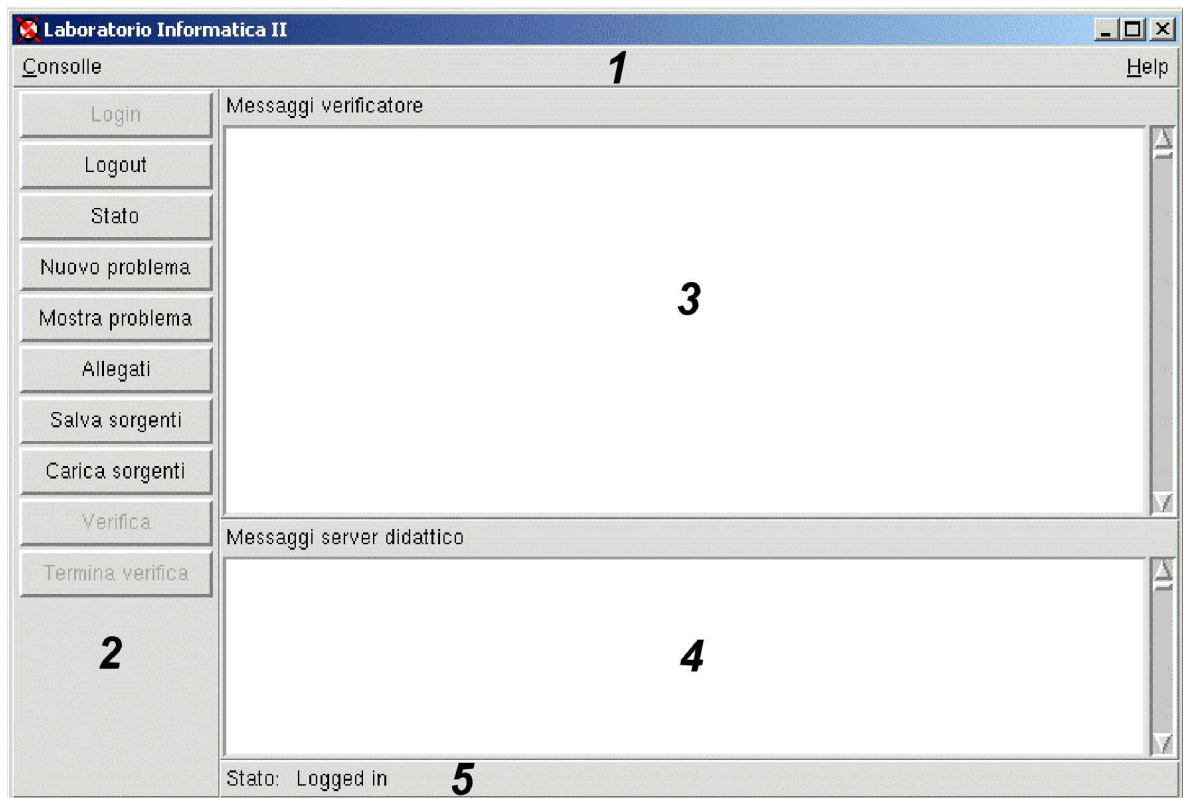 Laboratorio Informatica II
Consolle 1 Help
Login
Logout
Stato
Nuovo problema
Mostra problema
Allegati
Salva sorgenti
Carica sorgenti
Verifica
Termina verifica
2
Messaggi verificatore
3
Messaggi server didattico
4
Stato: Logged in 5